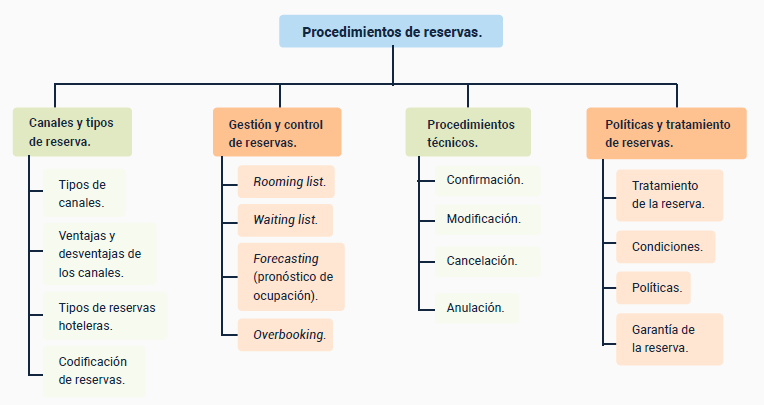 Procedimientos de reservas.
Canales y tipos
de reserva.
Tipos de
canales.
Ventajas y
desventajas de
los canales.
Tipos de reservas
hoteleras.
Codificación
de reservas.
Gestión y control
de reservas.
Rooming list.
Waiting list.
Forecasting
(pronóstico de
ocupación).
Overbooking.
Procedimientos
técnicos.
Confirmación.
Modificación.
Cancelación.
Anulación.
Políticas y tratamiento
de reservas.
Tratamiento
de la reserva.
Condiciones.
Políticas.
Garantía de
la reserva.